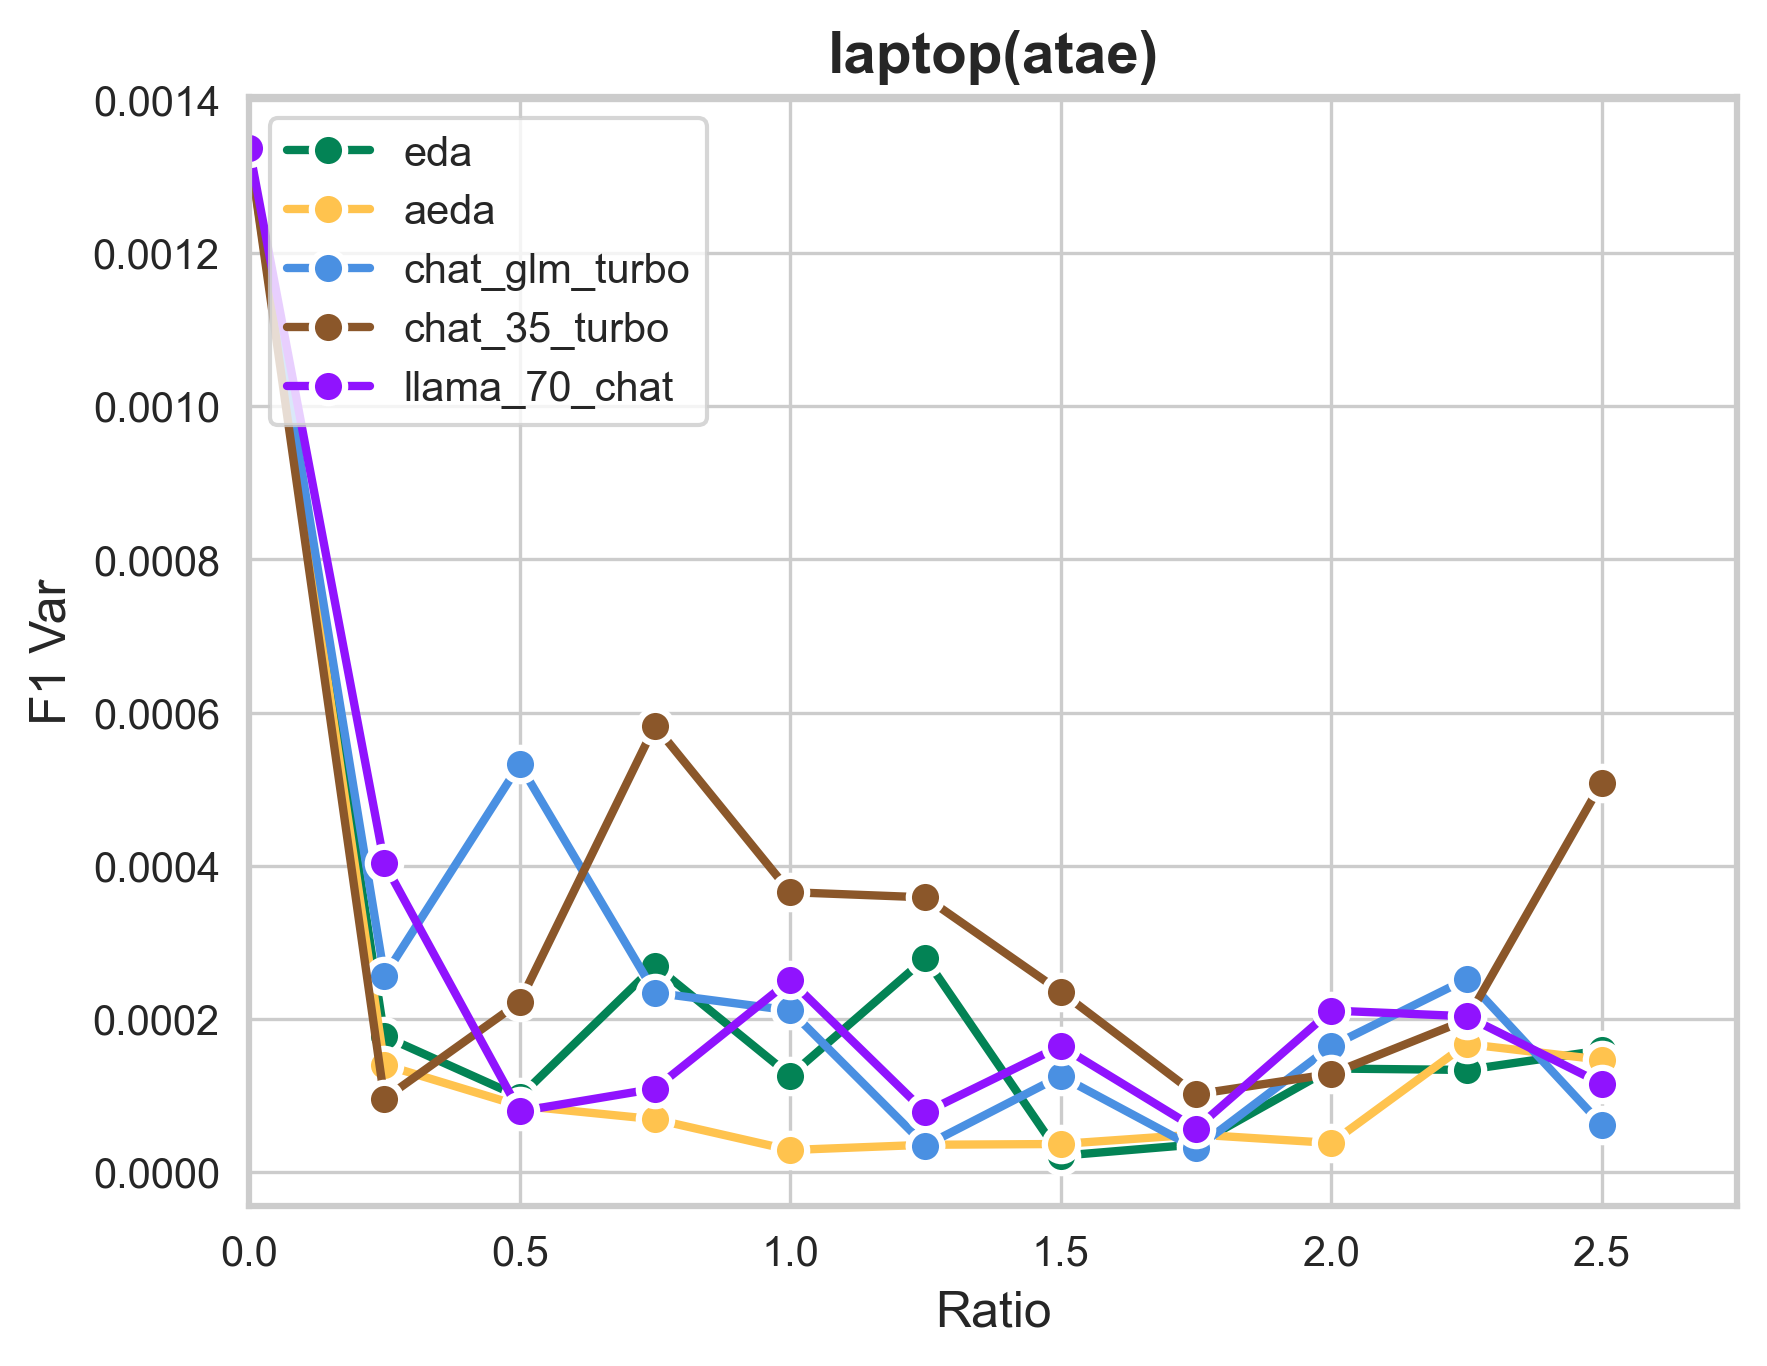 laptop(atae)
0.0014
0.0012
0.0010
0.0008
0.0006
0.0004
0.0002
0.0000
F1 Var
eda
aeda
chat_glm_turbo
chat_35_turbo
llama_70_chat
0.0 0.5 1.0 1.5 2.0 2.5
Ratio